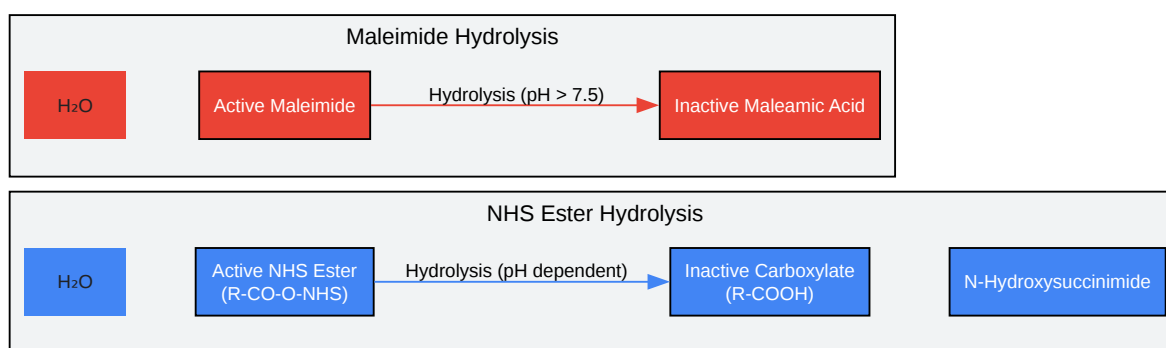 Maleimide Hydrolysis
H₂O
Active Maleimide
Hydrolysis (pH > 7.5)
Inactive Maleamic Acid
NHS Ester Hydrolysis
H₂O
Active NHS Ester
(R-CO-O-NHS)
Hydrolysis (pH dependent)
Inactive Carboxylate
(R-COOH)
N-Hydroxysuccinimide